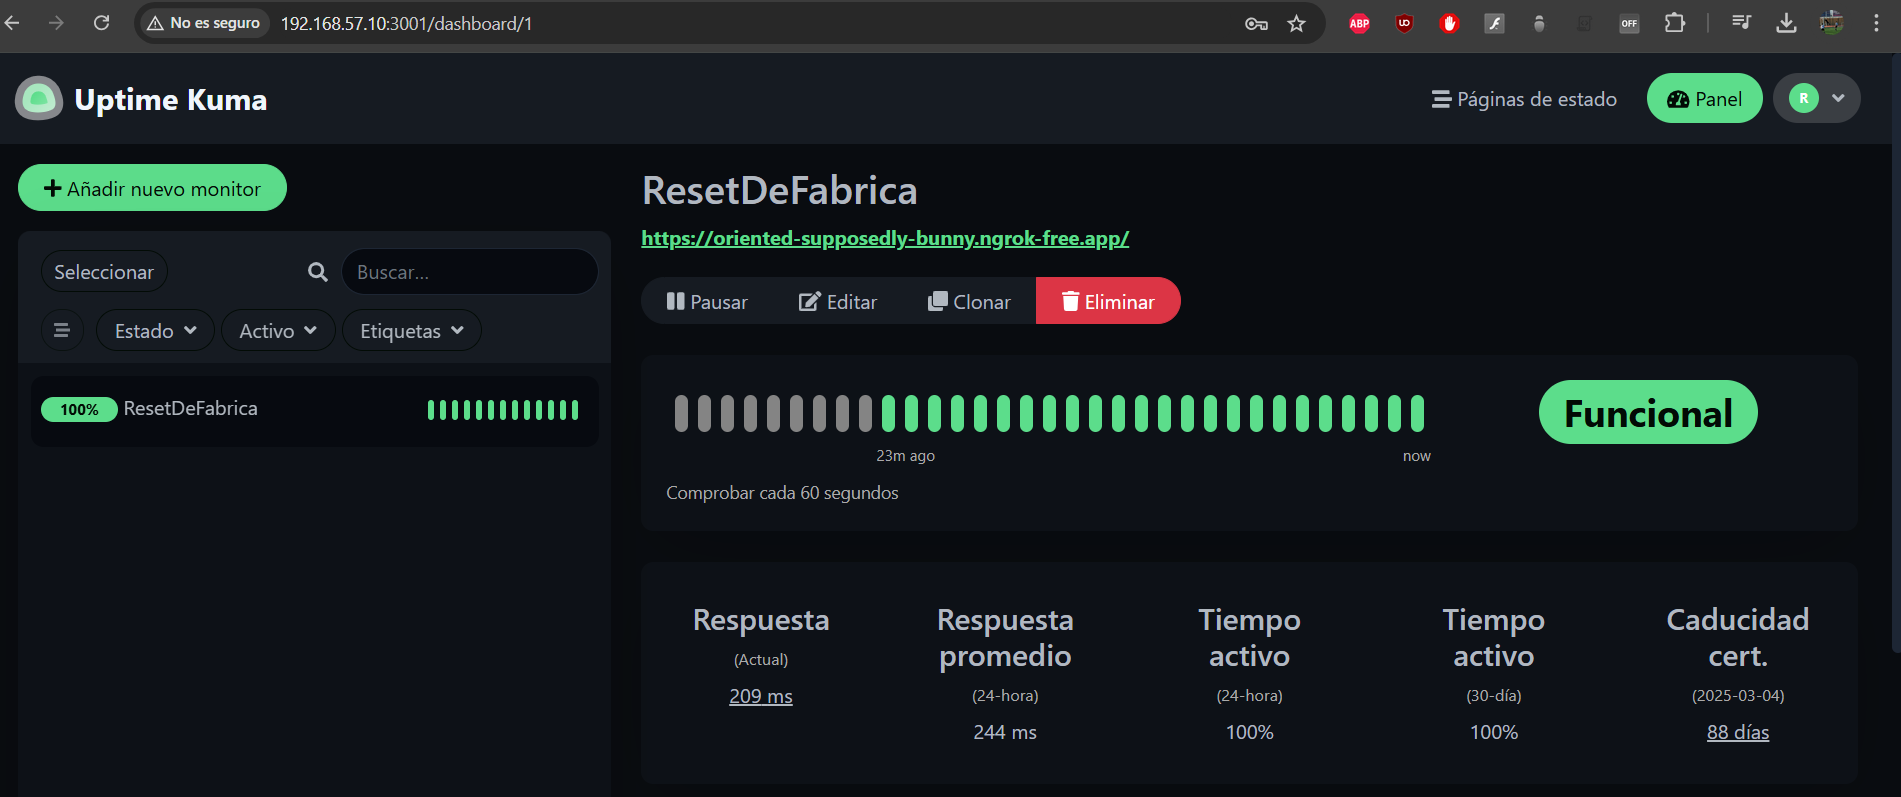 No es seguro 192.168.57.10:3001/dashboard/1
ABP
UO
OFF
Uptime Kuma
Páginas de estado
Panel
R
Añadir nuevo monitor
Seleccionar
Buscar...
Estado
Activo
Etiquetas
100% ResetDeFabrica
ResetDeFabrica
https://oriented-supposedly-bunny.ngrok-free.app/
Pausar
Editar
Clonar
Eliminar
Funcional
23m ago
now
Comprobar cada 60 segundos
Respuesta
(Actual)
209 ms
Respuesta
promedio
(24-hora)
244 ms
Tiempo
activo
(24-hora)
100%
Tiempo
activo
(30-día)
100%
Caducidad
cert.
(2025-03-04)
88 días